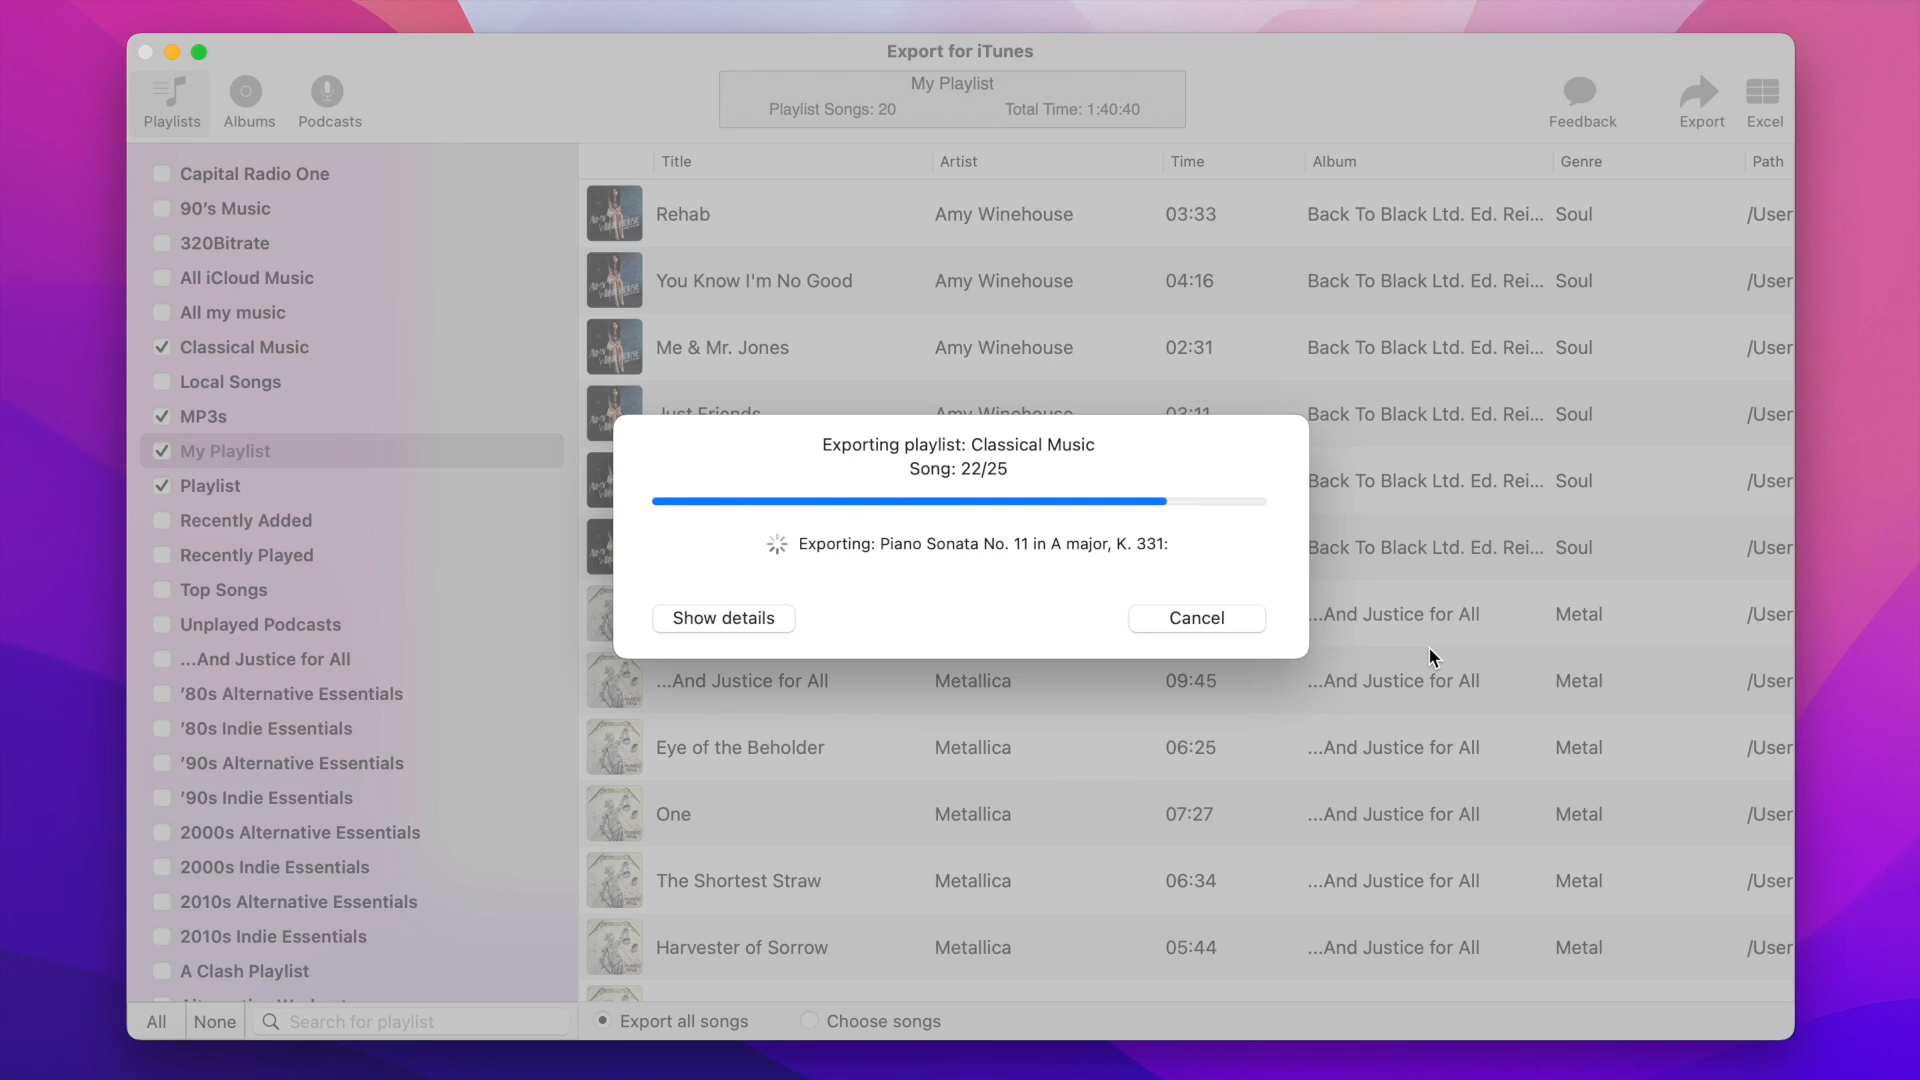 Export for iTunes
Playlists
Albums
Podcasts
My Playlist
Playlist Songs: 20
Total Time: 1:40:40
Feedback
Export
Excel
Capital Radio One
90's Music
320Bitrate
All iCloud Music
All my music
Classical Music
Local Songs
MP3s
My Playlist
Playlist
Recently Added
Recently Played
Top Songs
Unplayed Podcasts
...And Justice for All
'80s Alternative Essentials
'80s Indie Essentials
'90s Alternative Essentials
'90s Indie Essentials
2000s Alternative Essentials
2000s Indie Essentials
2010s Alternative Essentials
2010s Indie Essentials
A Clash Playlist
All
None
Search for playlist
Title Artist Time Album Genre Path
Rehab Amy Winehouse 03:33 Back To Black Ltd. Ed. Rei... Soul /User
You Know I'm No Good Amy Winehouse 04:16 Back To Black Ltd. Ed. Rei... Soul /User
Me & Mr. Jones Amy Winehouse 02:31 Back To Black Ltd. Ed. Rei... Soul /User
Just Friends Amy Winehouse 03:11 Back To Black Ltd. Ed. Rei... Soul /User
Back To Black Ltd. Ed. Rei... Soul /User
Back To Black Ltd. Ed. Rei... Soul /User
...And Justice for All Metal /User
...And Justice for All Metallica 09:45 ...And Justice for All Metal /User
Eye of the Beholder Metallica 06:25 ...And Justice for All Metal /User
One Metallica 07:27 ...And Justice for All Metal /User
The Shortest Straw Metallica 06:34 ...And Justice for All Metal /User
Harvester of Sorrow Metallica 05:44 ...And Justice for All Metal /User
Exporting playlist: Classical Music
Song: 22/25
Exporting: Piano Sonata No. 11 in A major, K. 331:
Show details
Cancel
Export all songs
Choose songs